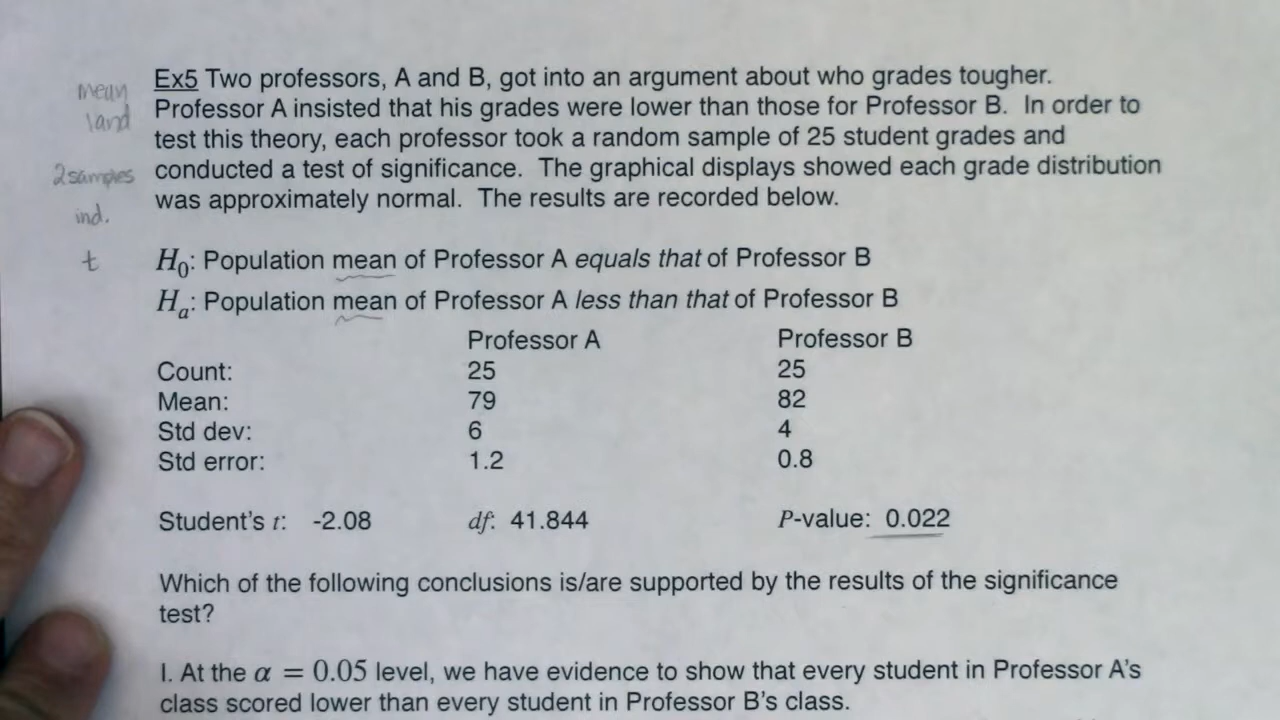 mean
land
2 samples
ind.
t
Ex5 Two professors, A and B, got into an argument about who grades tougher.
Professor A insisted that his grades were lower than those for Professor B. In order to
test this theory, each professor took a random sample of 25 student grades and
conducted a test of significance. The graphical displays showed each grade distribution
was approximately normal. The results are recorded below.
H₀: Population mean of Professor A equals that of Professor B
Hₐ: Population mean of Professor A less than that of Professor B
Professor A Professor B
Count: 25 25
Mean: 79 82
Std dev: 6 4
Std error: 1.2 0.8
Student's t: -2.08 df: 41.844 P-value: 0.022
Which of the following conclusions is/are supported by the results of the significance
test?
I. At the α = 0.05 level, we have evidence to show that every student in Professor A's
class scored lower than every student in Professor B's class.